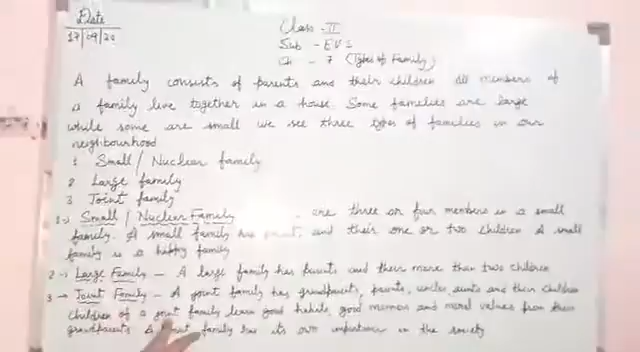 Date
17/09/20
Class - II
Sub - EVS
Ch - 7 (Types of Family)
A family consists of parents and their children All members of
a family live together in a house. Some families are large
while some are small we see three types of families in our
neighbourhood
1 Small / Nuclear family
2 Large family
3 Joint family
1 → Small / Nuclear Family are three or four members in a small
family. A small family has and their one or two children A small
family is a happy family
2 → Large Family - A large family has parents and their more than two children
3 → Joint Family - A joint family has grandparents, parents, uncles aunts and their children
Children of a joint family learn good habits, good manners and moral values from their
grandparents A joint family has its own importance in the society